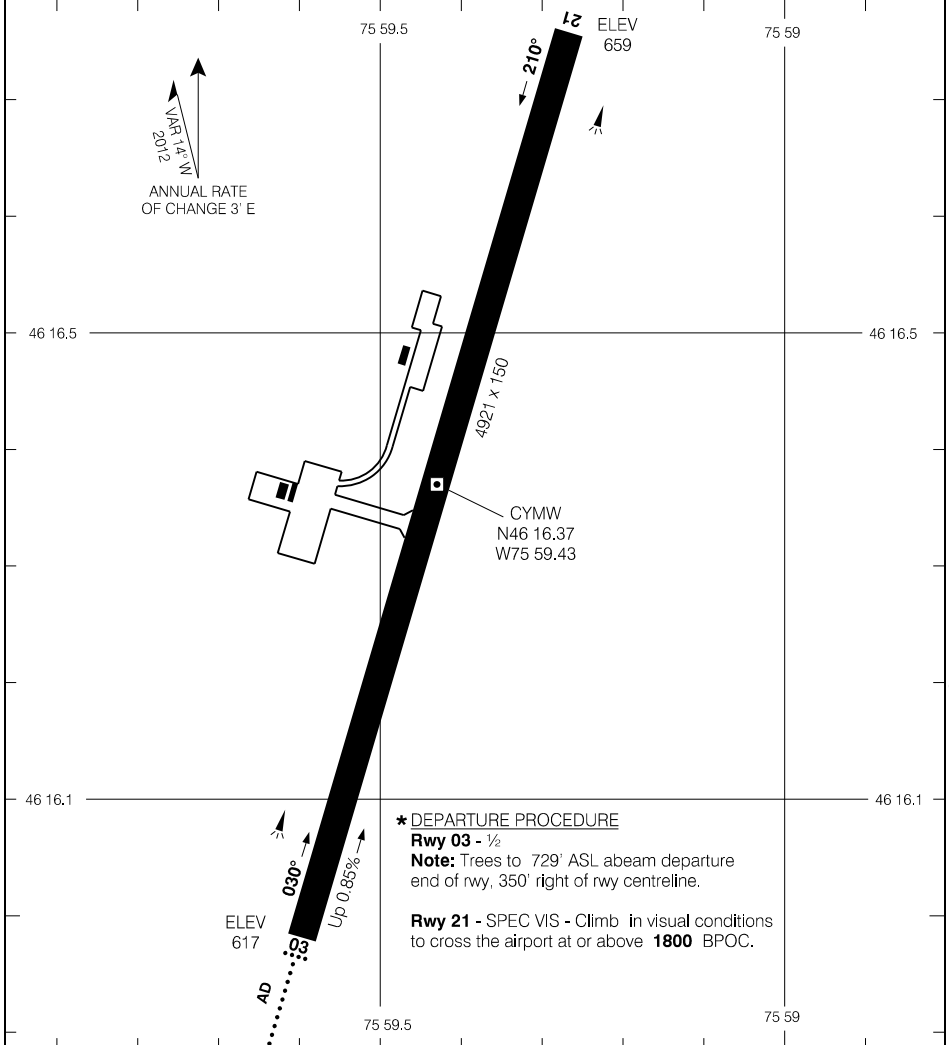 75 59.5
21
ELEV
659
75 59
210°
VAR 14° W
2012
ANNUAL RATE
OF CHANGE 3' E
46 16.5
46 16.5
4921 x 150
CYMW
N46 16.37
W75 59.43
46 16.1
46 16.1
* DEPARTURE PROCEDURE
Rwy 03 - ½
Note: Trees to 729' ASL abeam departure
end of rwy, 350' right of rwy centreline.
Rwy 21 - SPEC VIS - Climb in visual conditions
to cross the airport at or above 1800 BPOC.
030°
Up 0.85%
ELEV
617
03
AD
75 59.5
75 59